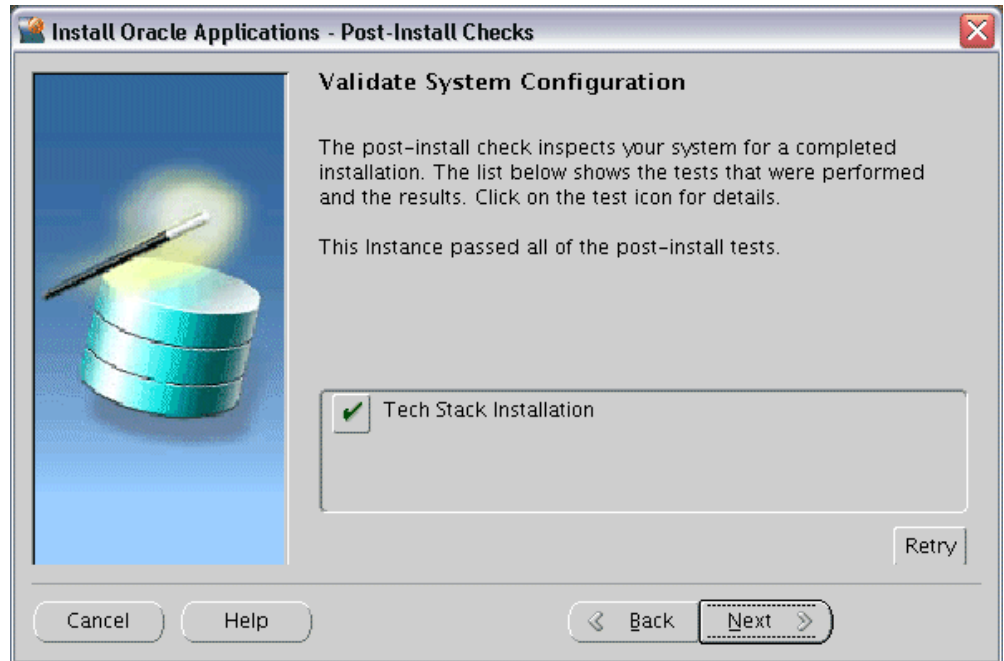 Install Oracle Applications - Post-Install Checks
Validate System Configuration
The post-install check inspects your system for a completed
installation. The list below shows the tests that were performed
and the results. Click on the test icon for details.
This Instance passed all of the post-install tests.
Tech Stack Installation
Retry
Cancel
Help
Back
Next